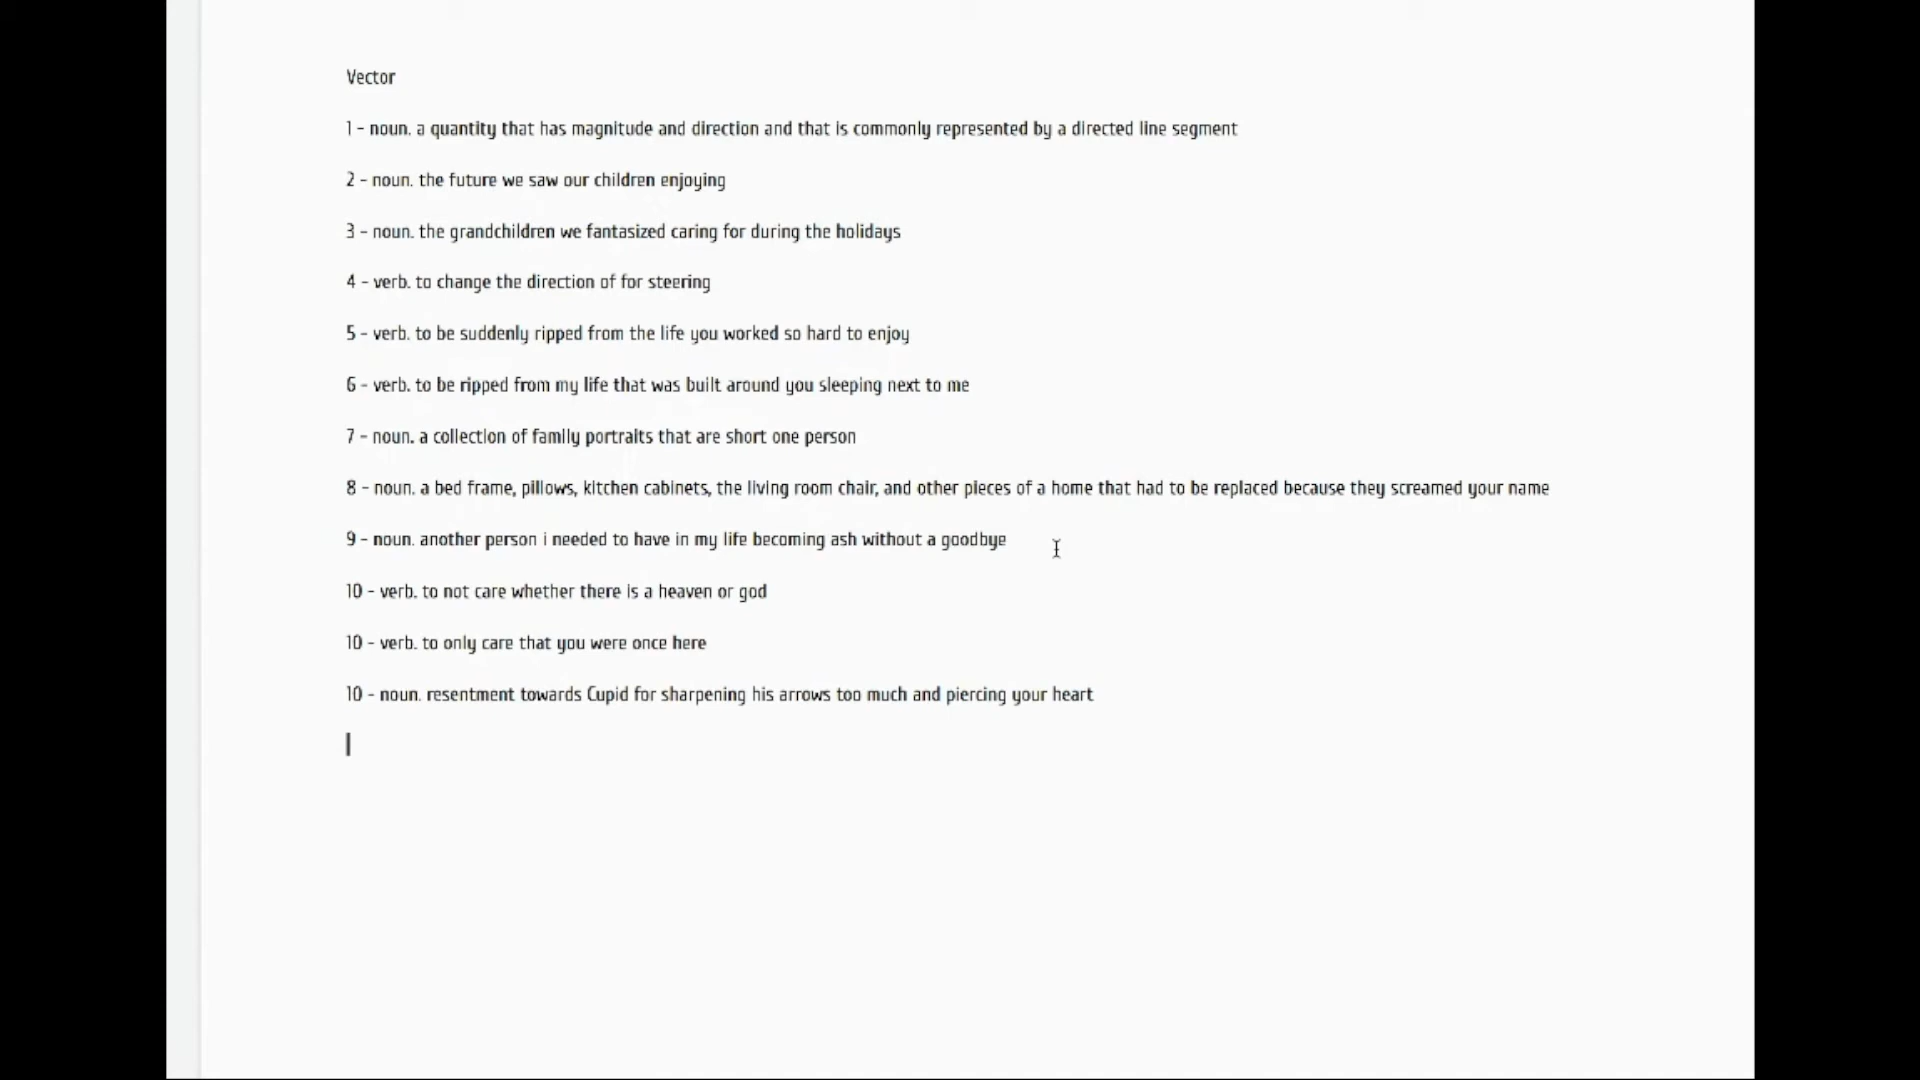 Vector
1 - noun. a quantity that has magnitude and direction and that is commonly represented by a directed line segment
2 - noun. the future we saw our children enjoying
3 - noun. the grandchildren we fantasized caring for during the holidays
4 - verb. to change the direction of for steering
5 - verb. to be suddenly ripped from the life you worked so hard to enjoy
6 - verb. to be ripped from my life that was built around you sleeping next to me
7 - noun. a collection of family portraits that are short one person
8 - noun. a bed frame, pillows, kitchen cabinets, the living room chair, and other pieces of a home that had to be replaced because they screamed your name
9 - noun. another person i needed to have in my life becoming ash without a goodbye
10 - verb. to not care whether there is a heaven or god
10 - verb. to only care that you were once here
10 - noun. resentment towards Cupid for sharpening his arrows too much and piercing your heart